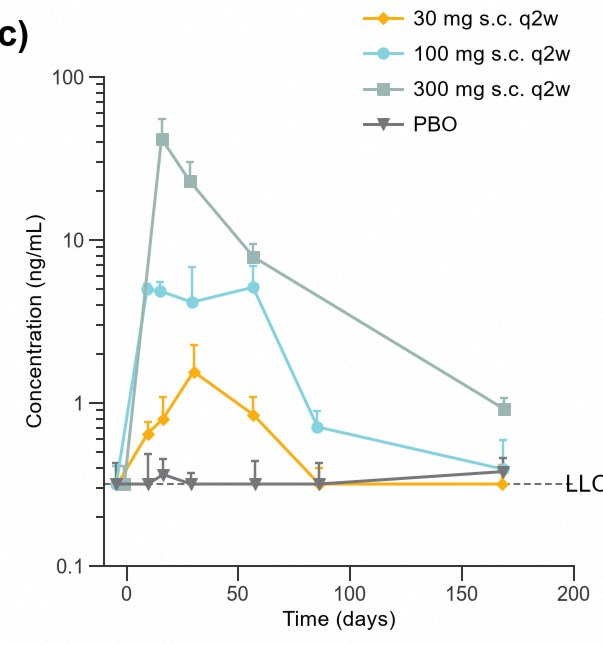 c)
30 mg s.c. q2w
100 mg s.c. q2w
300 mg s.c. q2w
PBO
100
10
1
0.1
Concentration (ng/mL)
0
50
100
150
200
Time (days)